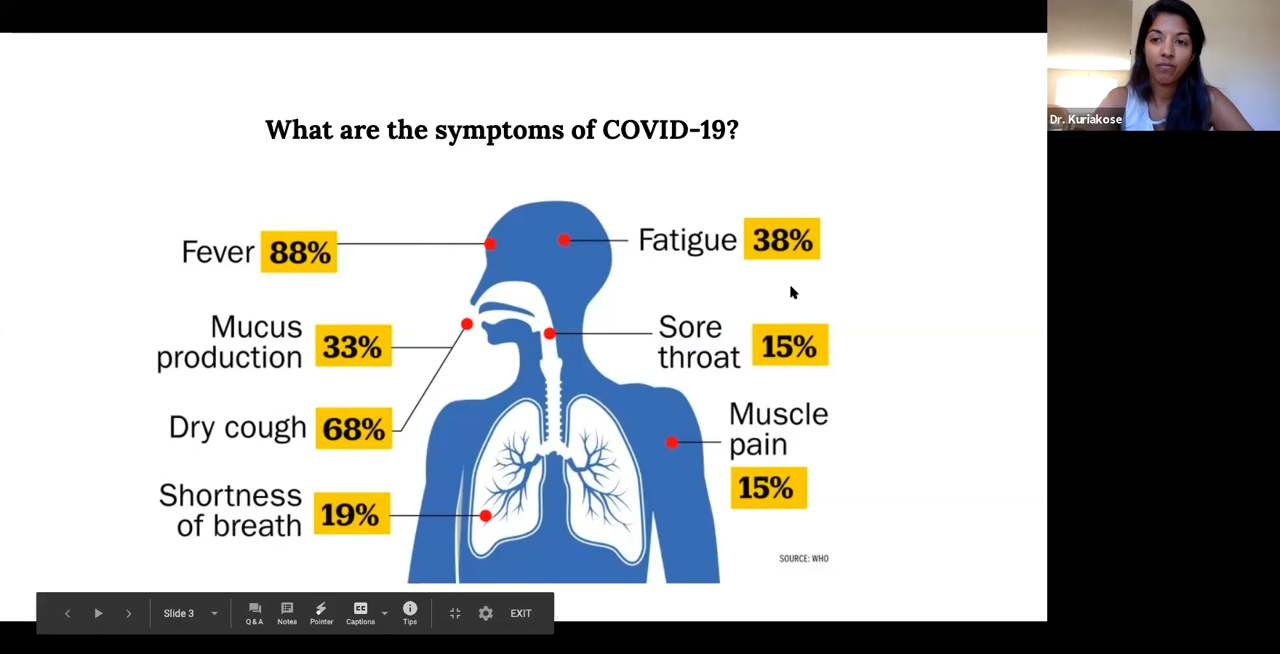 Dr. Kuriakose
What are the symptoms of COVID-19?
Fever 88%
Fatigue 38%
Mucus
production 33%
Sore
throat 15%
Dry cough 68%
Muscle
pain
15%
Shortness
of breath 19%
SOURCE: WHO
Slide 3
Q & A
Notes
Pointer
CC
Captions
Tips
EXIT